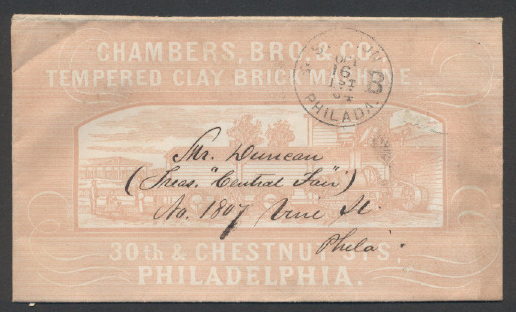 CHAMBERS, BRO. & CO.
TEMPERED CLAY BRICK MACHINE.
B
PHILADA.
Mr. Duncan
(Treas. "Central Fair")
No. 1807 Vine St.
Phila.
30th & CHESTNUT STS,
PHILADELPHIA.